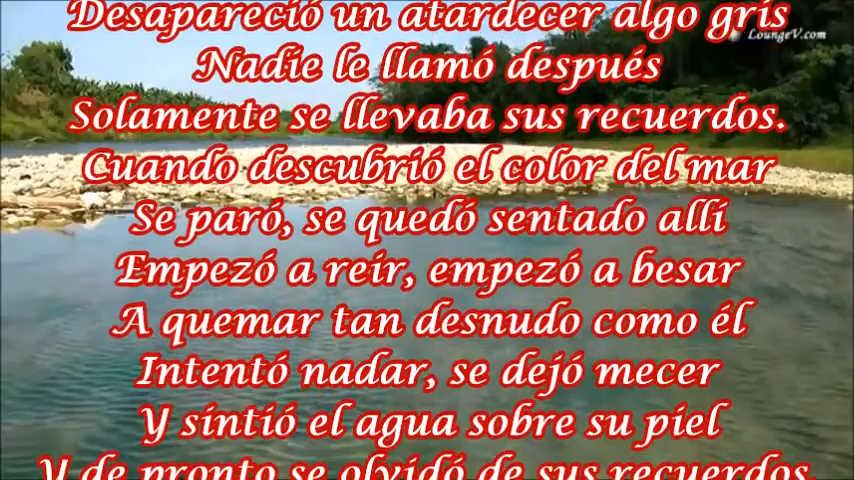 Desapareció un atardecer algo gris
LoungeV.com
Nadie le llamó después
Solamente se llevaba sus recuerdos.
Cuando descubrió el color del mar
Se paró, se quedó sentado allí
Empezó a reír, empezó a besar
A quemar tan desnudo como él
Intentó nadar, se dejó mecer
Y sintió el agua sobre su piel
Y de pronto se olvidó de sus recuerdos.